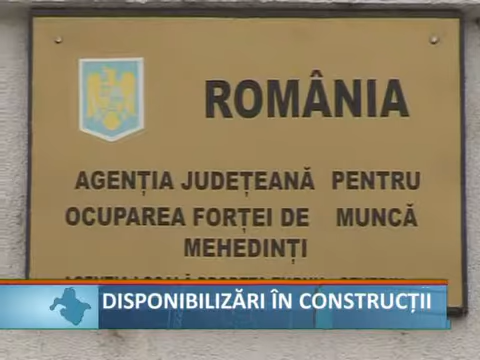 ROMÂNIA
AGENȚIA JUDEȚEANĂ PENTRU
OCUPAREA FORȚEI DE MUNCĂ
MEHEDINȚI
DISPONIBILIZĂRI ÎN CONSTRUCȚII